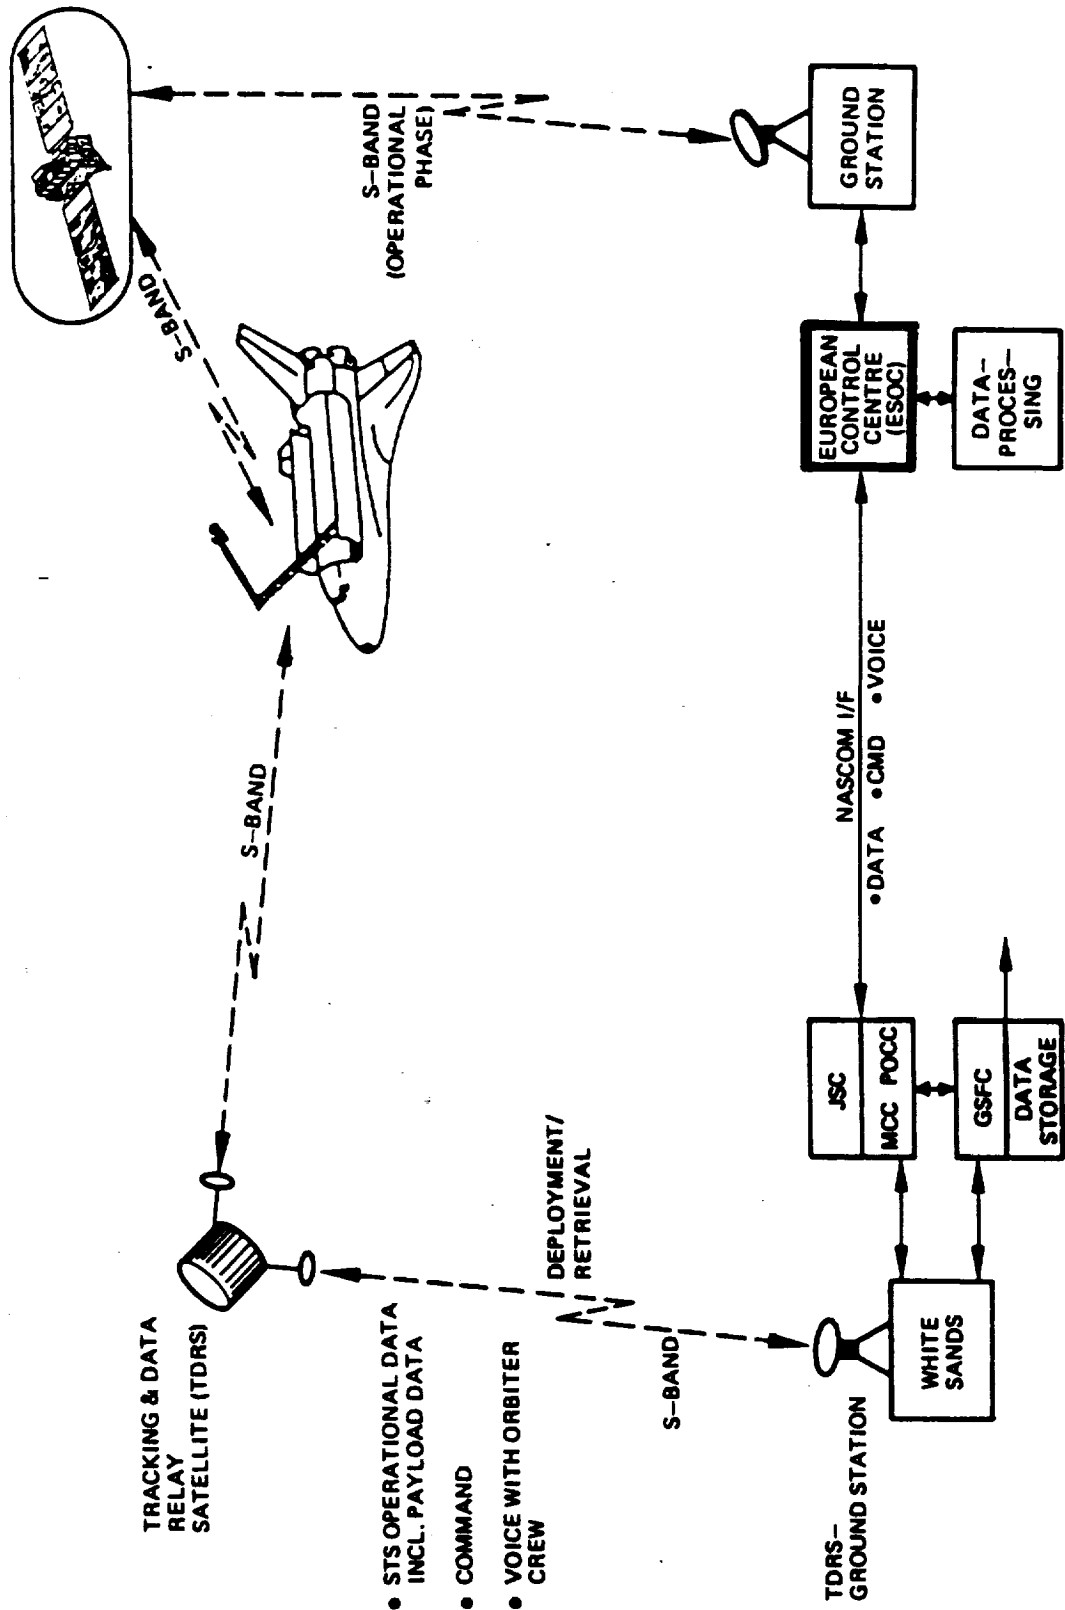 TRACKING & DATA
RELAY
SATELLITE (TDRS)
S-BAND
S-BAND
• STS OPERATIONAL DATA
INCL. PAYLOAD DATA
• COMMAND
• VOICE WITH ORBITER
CREW
DEPLOYMENT/
RETRIEVAL
S-BAND
S-BAND
(OPERATIONAL
PHASE)
TDRS-
GROUND STATION
WHITE
SANDS
JSC
MCC POCC
GSFC
DATA
STORAGE
NASCOM I/F
• DATA • CMD • VOICE
EUROPEAN
CONTROL
CENTRE
(ESOC)
DATA-
PROCES-
SING
GROUND
STATION